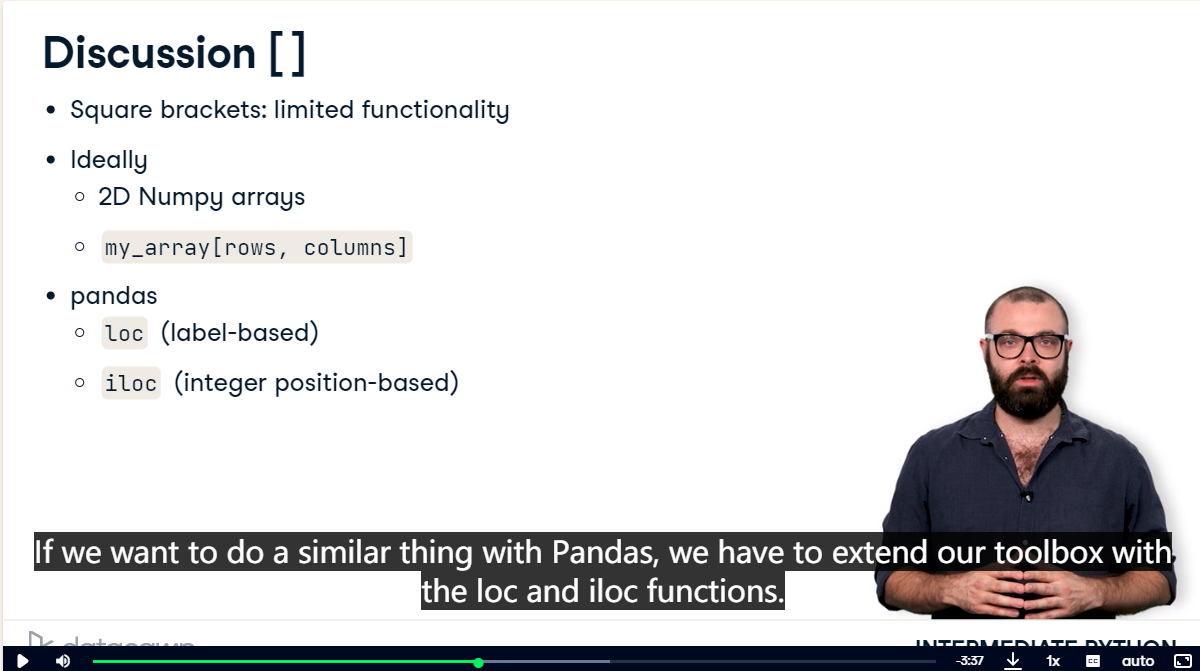 Discussion [ ]
• Square brackets: limited functionality
• Ideally
○ 2D Numpy arrays
○ my_array[rows, columns]
• pandas
○ loc (label-based)
○ iloc (integer position-based)
If we want to do a similar thing with Pandas, we have to extend our toolbox with
the loc and iloc functions.
datacamp
INTERMEDIATE PYTHON
-3:37 1x CC auto